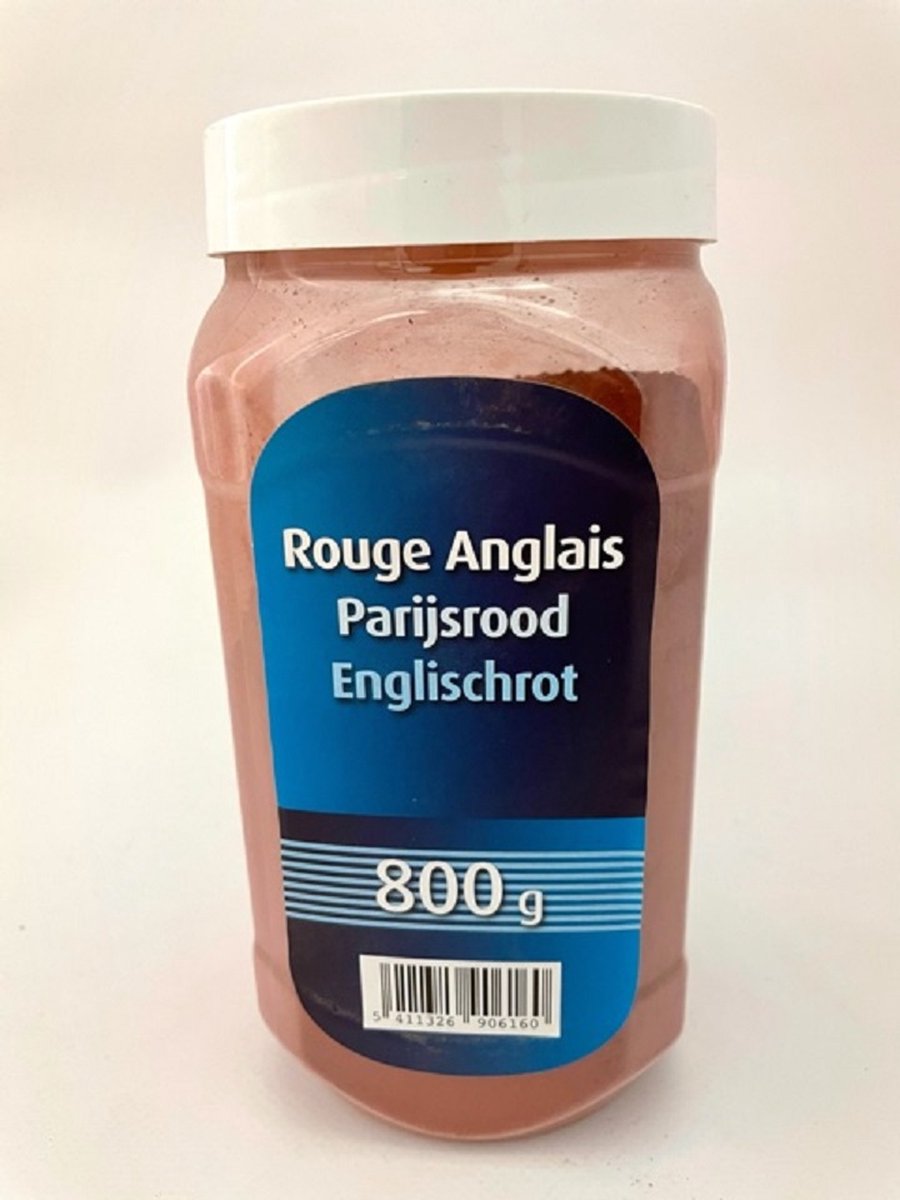 Rouge Anglais
Parijsrood
Englischrot
800 g
5 411326 906160